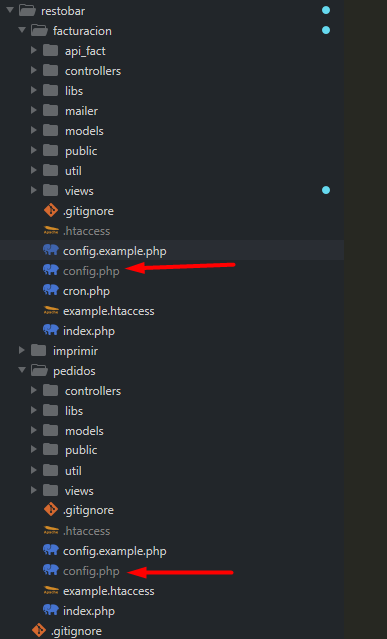 restobar
facturacion
api_fact
controllers
libs
mailer
models
public
util
views
.gitignore
.htaccess
config.example.php
config.php
cron.php
example.htaccess
index.php
imprimir
pedidos
controllers
libs
models
public
util
views
.gitignore
.htaccess
config.example.php
config.php
example.htaccess
index.php
.gitignore